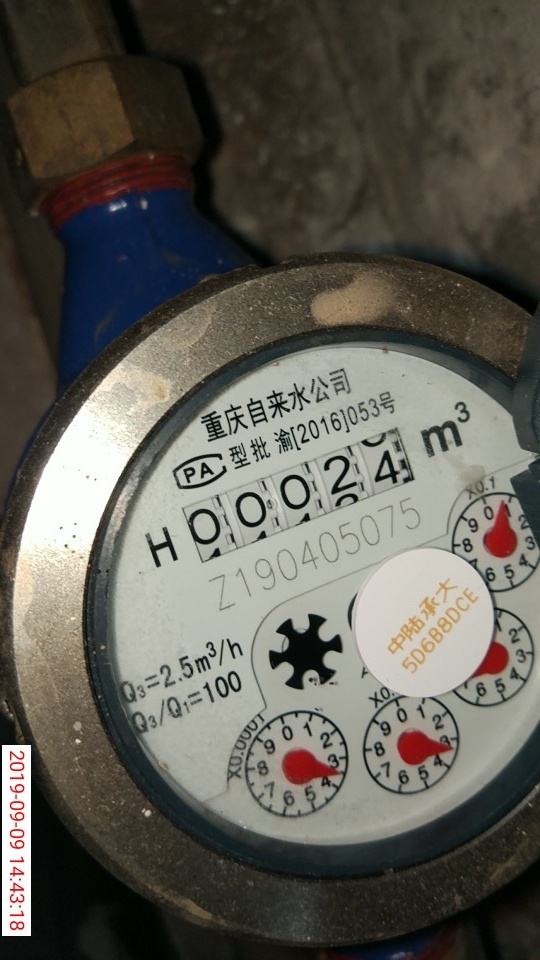 重庆自来水公司
PA 型批 渝[2016]053号
H 00024 m³
Z190405075
中陆承大
5D6B8DCE
Q₃=2.5m³/h
Q₃/Q₁=100
X0.1
X0.0001
2019-09-09 14:43:18